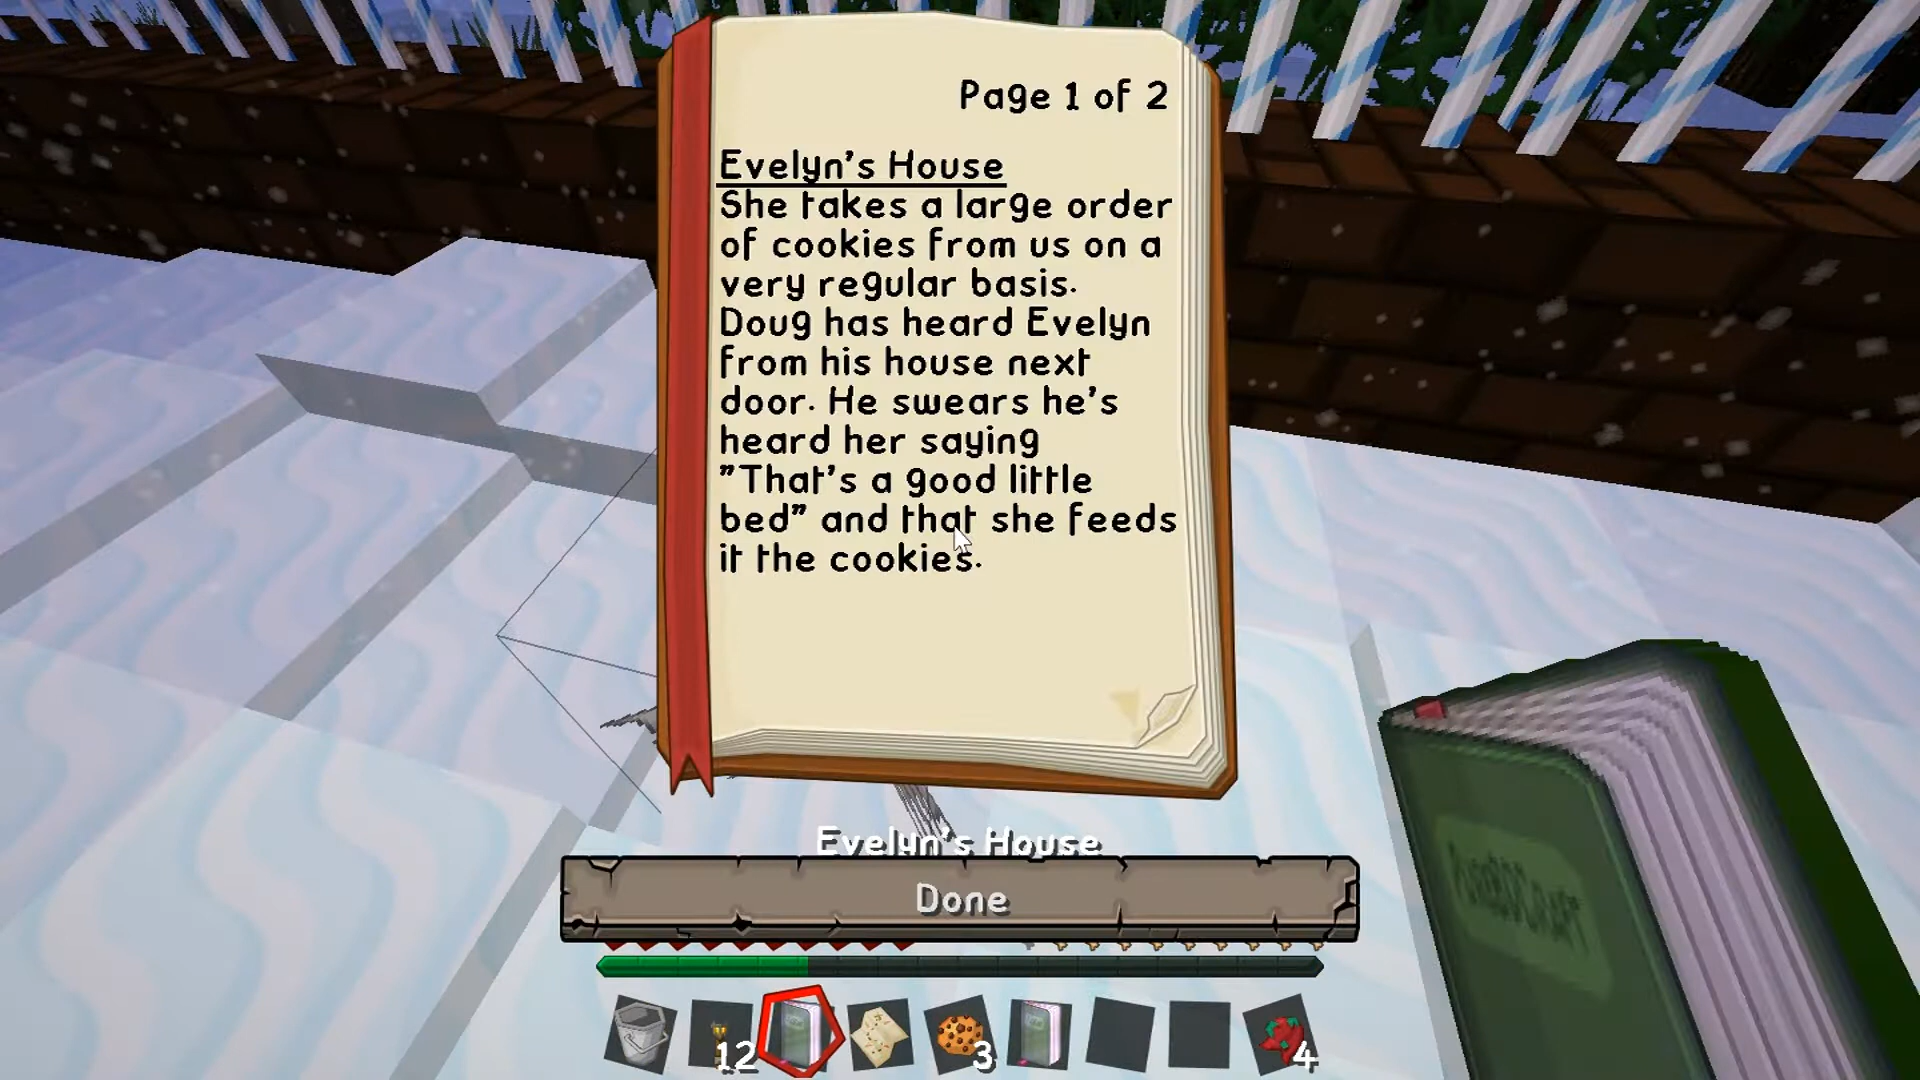 Page 1 of 2
Evelyn's House
She takes a large order
of cookies from us on a
very regular basis.
Doug has heard Evelyn
from his house next
door. He swears he's
heard her saying
"That's a good little
bed" and that she feeds
it the cookies.
Evelyn's House
Done
12
3
4